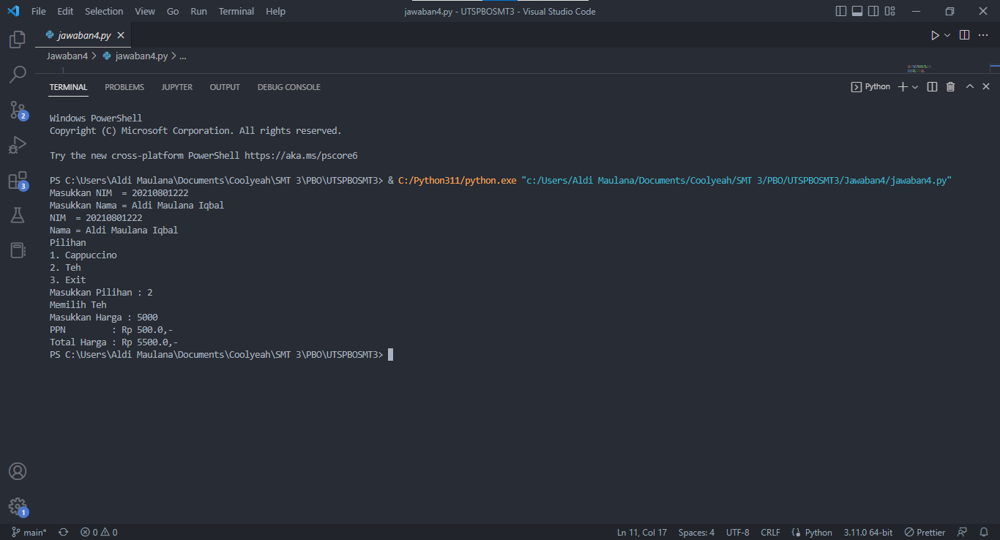 File Edit Selection View Go Run Terminal Help jawaban4.py - UTSPBOSMT3 - Visual Studio Code
jawaban4.py
Jawaban4 > jawaban4.py > ...
1
TERMINAL PROBLEMS JUPYTER OUTPUT DEBUG CONSOLE Python
Windows PowerShell
Copyright (C) Microsoft Corporation. All rights reserved.
Try the new cross-platform PowerShell https://aka.ms/pscore6
PS C:\Users\Aldi Maulana\Documents\Coolyeah\SMT 3\PBO\UTSPBOSMT3> & C:/Python311/python.exe "c:/Users/Aldi Maulana/Documents/Coolyeah/SMT 3/PBO/UTSPBOSMT3/Jawaban4/jawaban4.py"
Masukkan NIM  = 20210801222
Masukkan Nama = Aldi Maulana Iqbal
NIM  = 20210801222
Nama = Aldi Maulana Iqbal
Pilihan
1. Cappuccino
2. Teh
3. Exit
Masukkan Pilihan : 2
Memilih Teh
Masukkan Harga : 5000
PPN         : Rp 500.0,-
Total Harga : Rp 5500.0,-
PS C:\Users\Aldi Maulana\Documents\Coolyeah\SMT 3\PBO\UTSPBOSMT3>
2
3
1
main* 0 0 Ln 11, Col 17 Spaces: 4 UTF-8 CRLF Python 3.11.0 64-bit Prettier